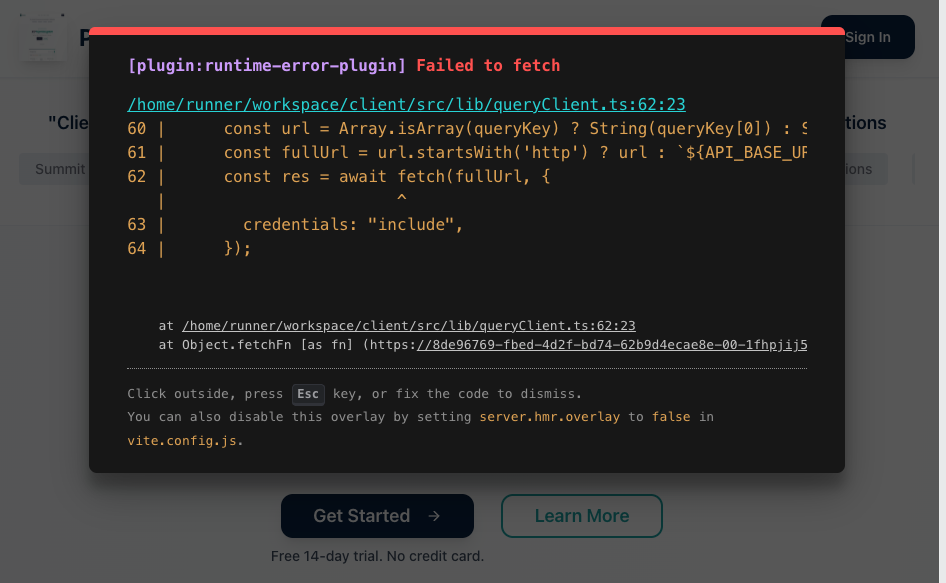 P
Sign In
[plugin:runtime-error-plugin] Failed to fetch
"Clie
tions
/home/runner/workspace/client/src/lib/queryClient.ts:62:23
60 |      const url = Array.isArray(queryKey) ? String(queryKey[0]) : S
61 |      const fullUrl = url.startsWith('http') ? url : `${API_BASE_UR
Summit
ions
62 |      const res = await fetch(fullUrl, {
   |                        ^
63 |        credentials: "include",
64 |      });
at /home/runner/workspace/client/src/lib/queryClient.ts:62:23
at Object.fetchFn [as fn] (https://8de96769-fbed-4d2f-bd74-62b9d4ecae8e-00-1fhpjij5
Click outside, press Esc key, or fix the code to dismiss.
You can also disable this overlay by setting server.hmr.overlay to false in
vite.config.js.
Get Started →
Learn More
Free 14-day trial. No credit card.